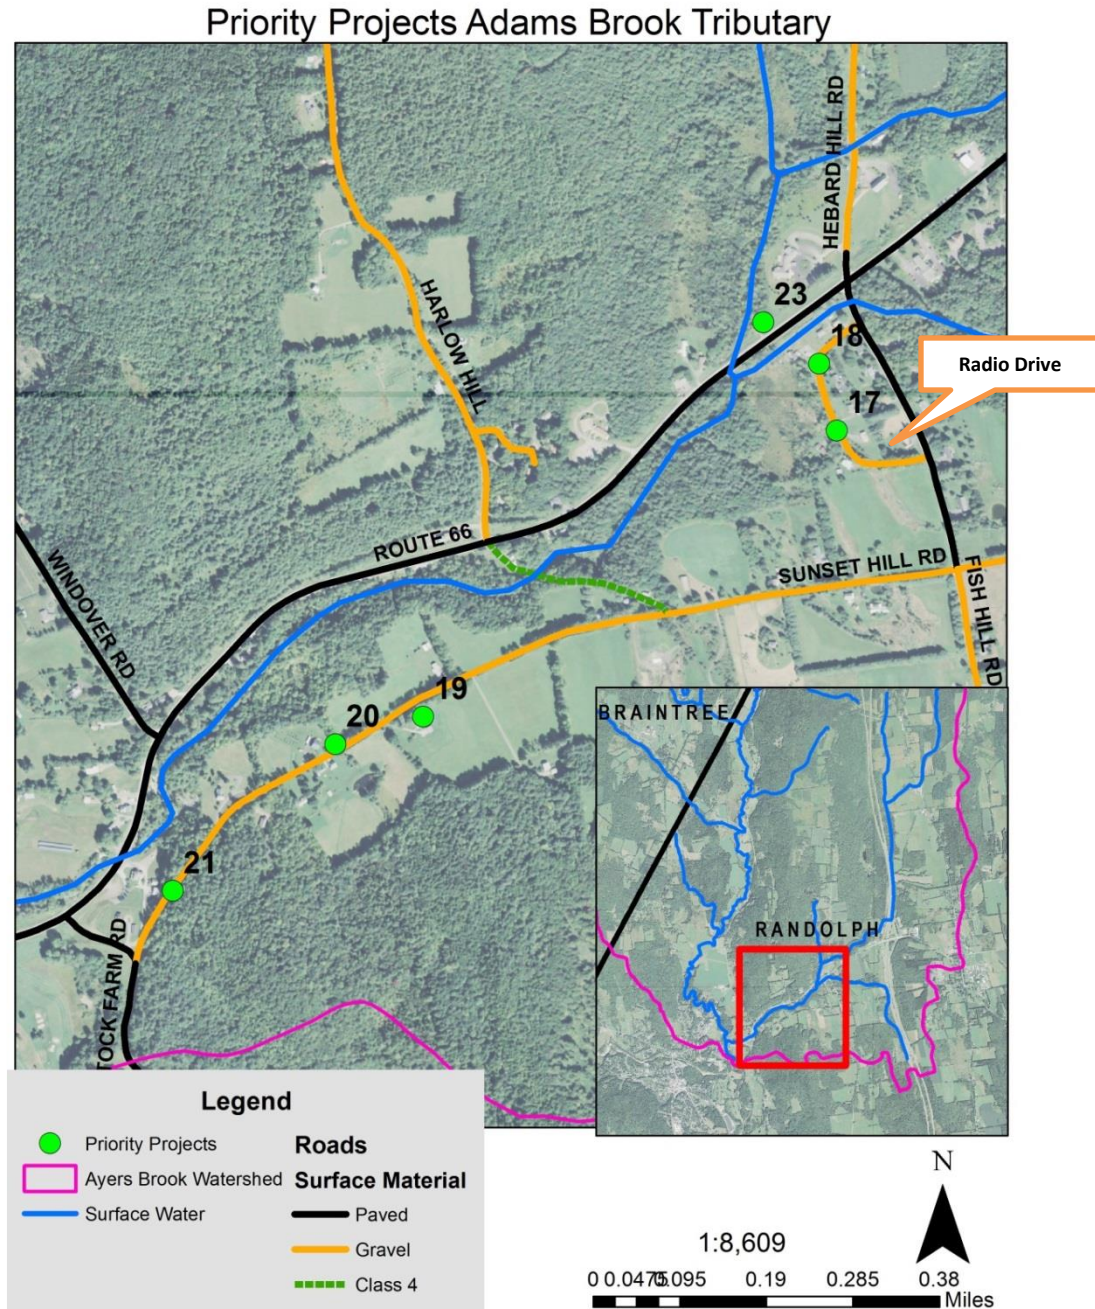 Priority Projects Adams Brook Tributary
HEBARD HILL RD
HARLOW HILL
23
18
Radio Drive
17
ROUTE 66
WINDOVER RD
SUNSET HILL RD
FISH HILL RD
19
20
21
TOCK FARM RD
BRAINTREE
RANDOLPH
Legend
Priority Projects
Ayers Brook Watershed
Surface Water
Roads
Surface Material
Paved
Gravel
Class 4
N
1:8,609
0 0.0475 0.095 0.19 0.285 0.38
Miles